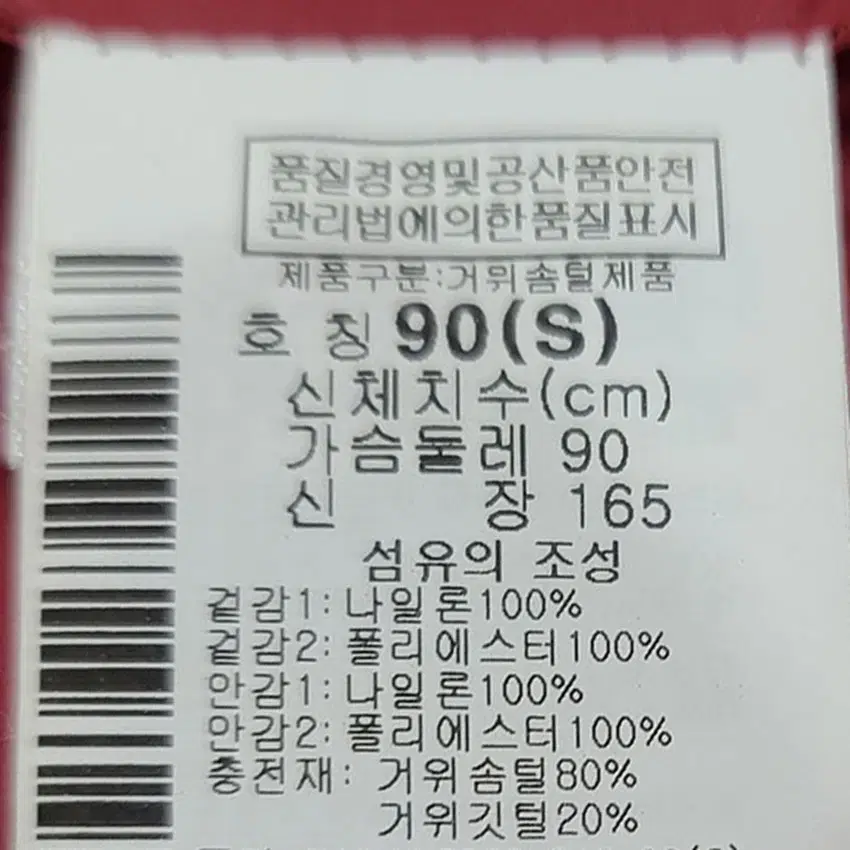 품질경영및공산품안전
관리법에의한품질표시
제품구분:거위솜털제품
호 칭 90(S)
신체치수(cm)
가슴둘레 90
신 장 165
섬유의 조성
겉감1: 나일론100%
겉감2: 폴리에스터100%
안감1: 나일론100%
안감2: 폴리에스터100%
충전재: 거위솜털80%
거위깃털20%